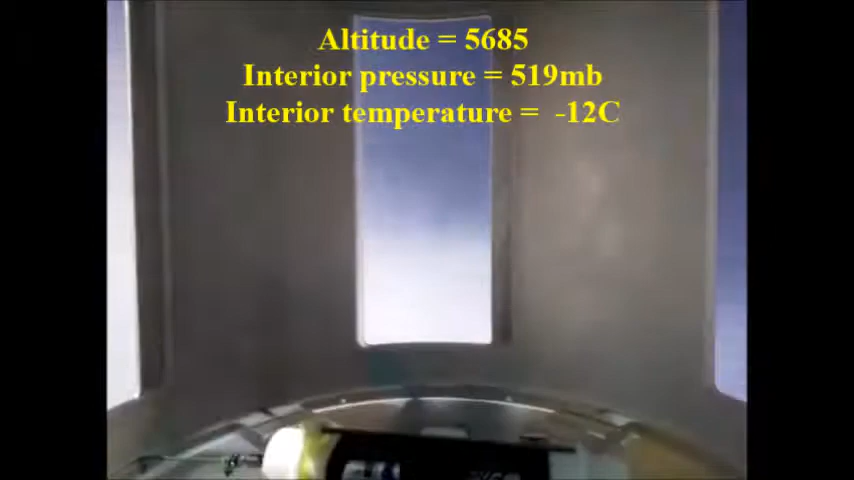 Altitude = 5685
Interior pressure = 519mb
Interior temperature = -12C